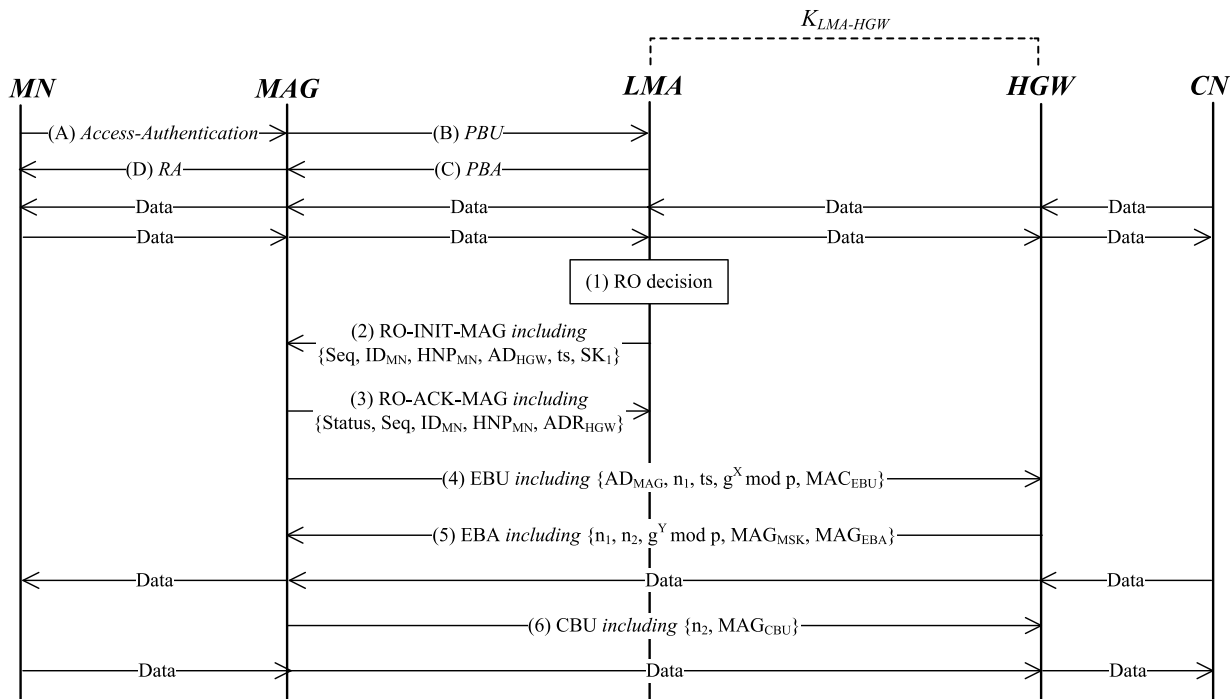 K_LMA-HGW
MN MAG LMA HGW CN
(A) Access-Authentication (B) PBU
(D) RA (C) PBA
Data Data Data Data
Data Data Data Data
(1) RO decision
(2) RO-INIT-MAG including
{Seq, ID_MN, HNP_MN, AD_HGW, ts, SK_1}
(3) RO-ACK-MAG including
{Status, Seq, ID_MN, HNP_MN, ADR_HGW}
(4) EBU including {AD_MAG, n_1, ts, g^X mod p, MAC_EBU}
(5) EBA including {n_1, n_2, g^Y mod p, MAG_MSK, MAG_EBA}
Data Data Data
(6) CBU including {n_2, MAG_CBU}
Data Data Data